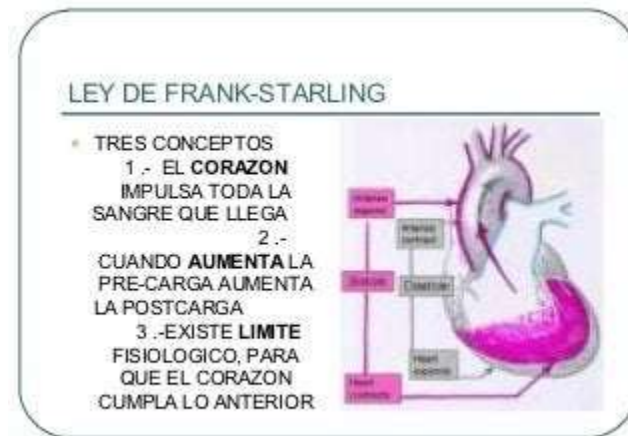 LEY DE FRANK-STARLING
TRES CONCEPTOS
1 .- EL CORAZON
IMPULSA TODA LA
SANGRE QUE LLEGA
2 .-
CUANDO AUMENTA LA
PRE-CARGA AUMENTA
LA POSTCARGA
3 .-EXISTE LIMITE
FISIOLOGICO, PARA
QUE EL CORAZON
CUMPLA LO ANTERIOR
Heart